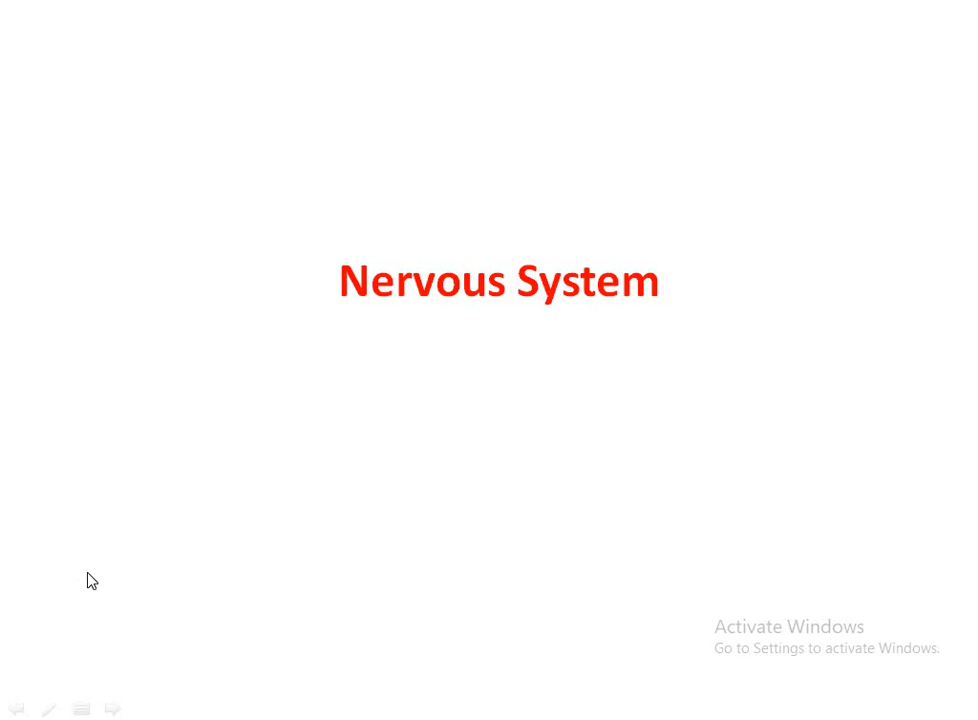 Nervous System
Activate Windows
Go to Settings to activate Windows.